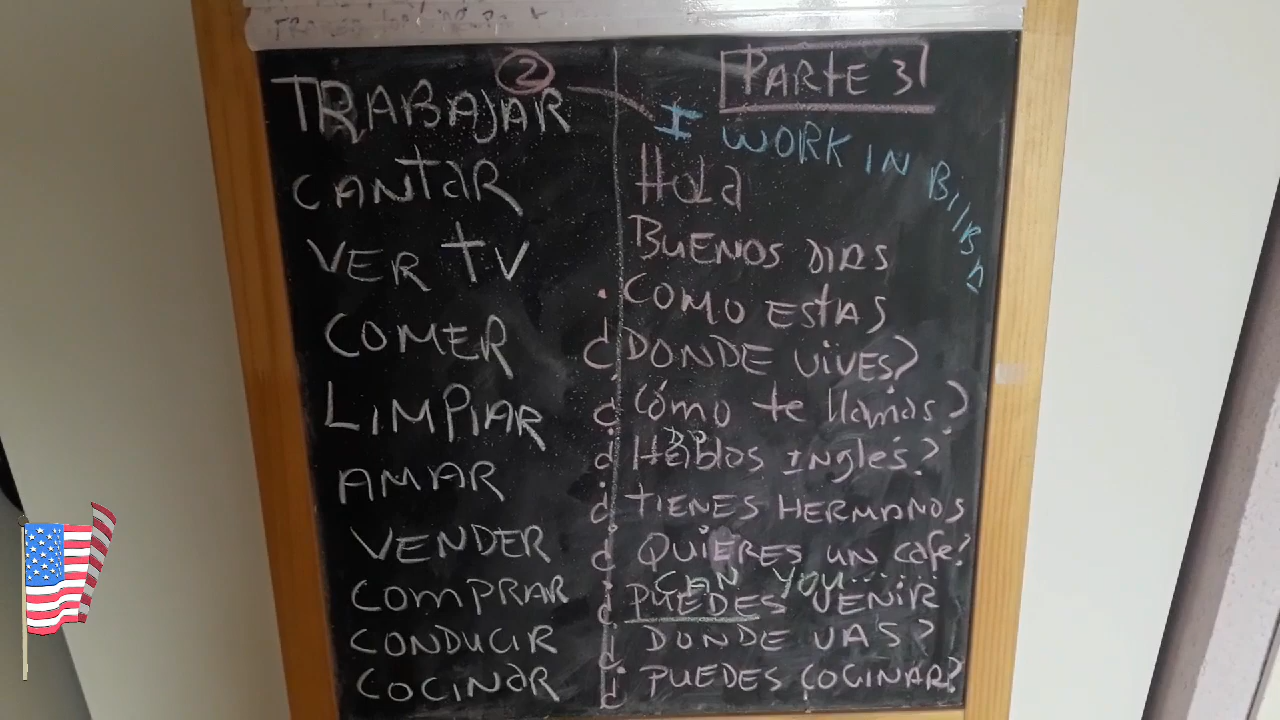 2
TRABAJAR
CANTAR
VER TV
COMER
LIMPIAR
AMAR
VENDER
COMPRAR
CONDUCIR
COCINAR
PARTE 3
I WORK IN BILBAO
HOLA
BUENOS DIAS
COMO ESTAS
¿DONDE VIVES?
¿Cómo te llamas?
DO
¿Hablas Ingles?
¿TIENES HERMANOS
¿QUIERES UN cafe?
CAN YOU......
¿PUEDES VENIR
¿DONDE VAS?
¿PUEDES COCINAR?